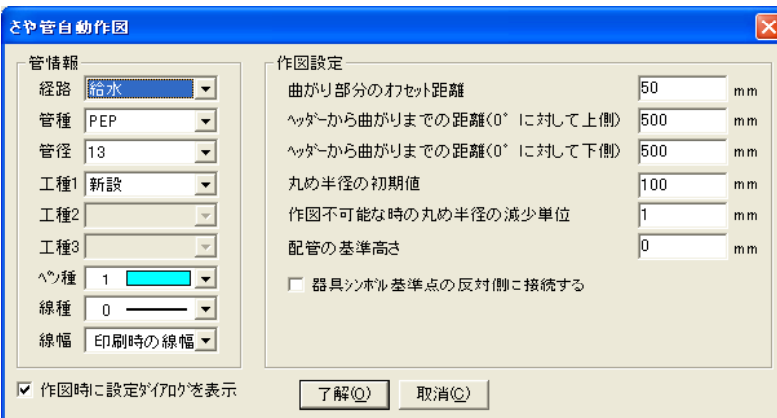 さや管自動作図
管情報
経路 給水
管種 PEP
管径 13
工種1 新設
工種2
工種3
ﾍﾟﾝ種 1
線種 0
線幅 印刷時の線幅
作図設定
曲がり部分のｵﾌｾｯﾄ距離 50 mm
ﾍｯﾀﾞｰから曲がりまでの距離(0ﾟに対して上側) 500 mm
ﾍｯﾀﾞｰから曲がりまでの距離(0ﾟに対して下側) 500 mm
丸め半径の初期値 100 mm
作図不可能な時の丸め半径の減少単位 1 mm
配管の基準高さ 0 mm
器具ｼﾝﾎﾞﾙ基準点の反対側に接続する
作図時に設定ﾀﾞｲｱﾛｸﾞを表示
了解(O) 取消(C)